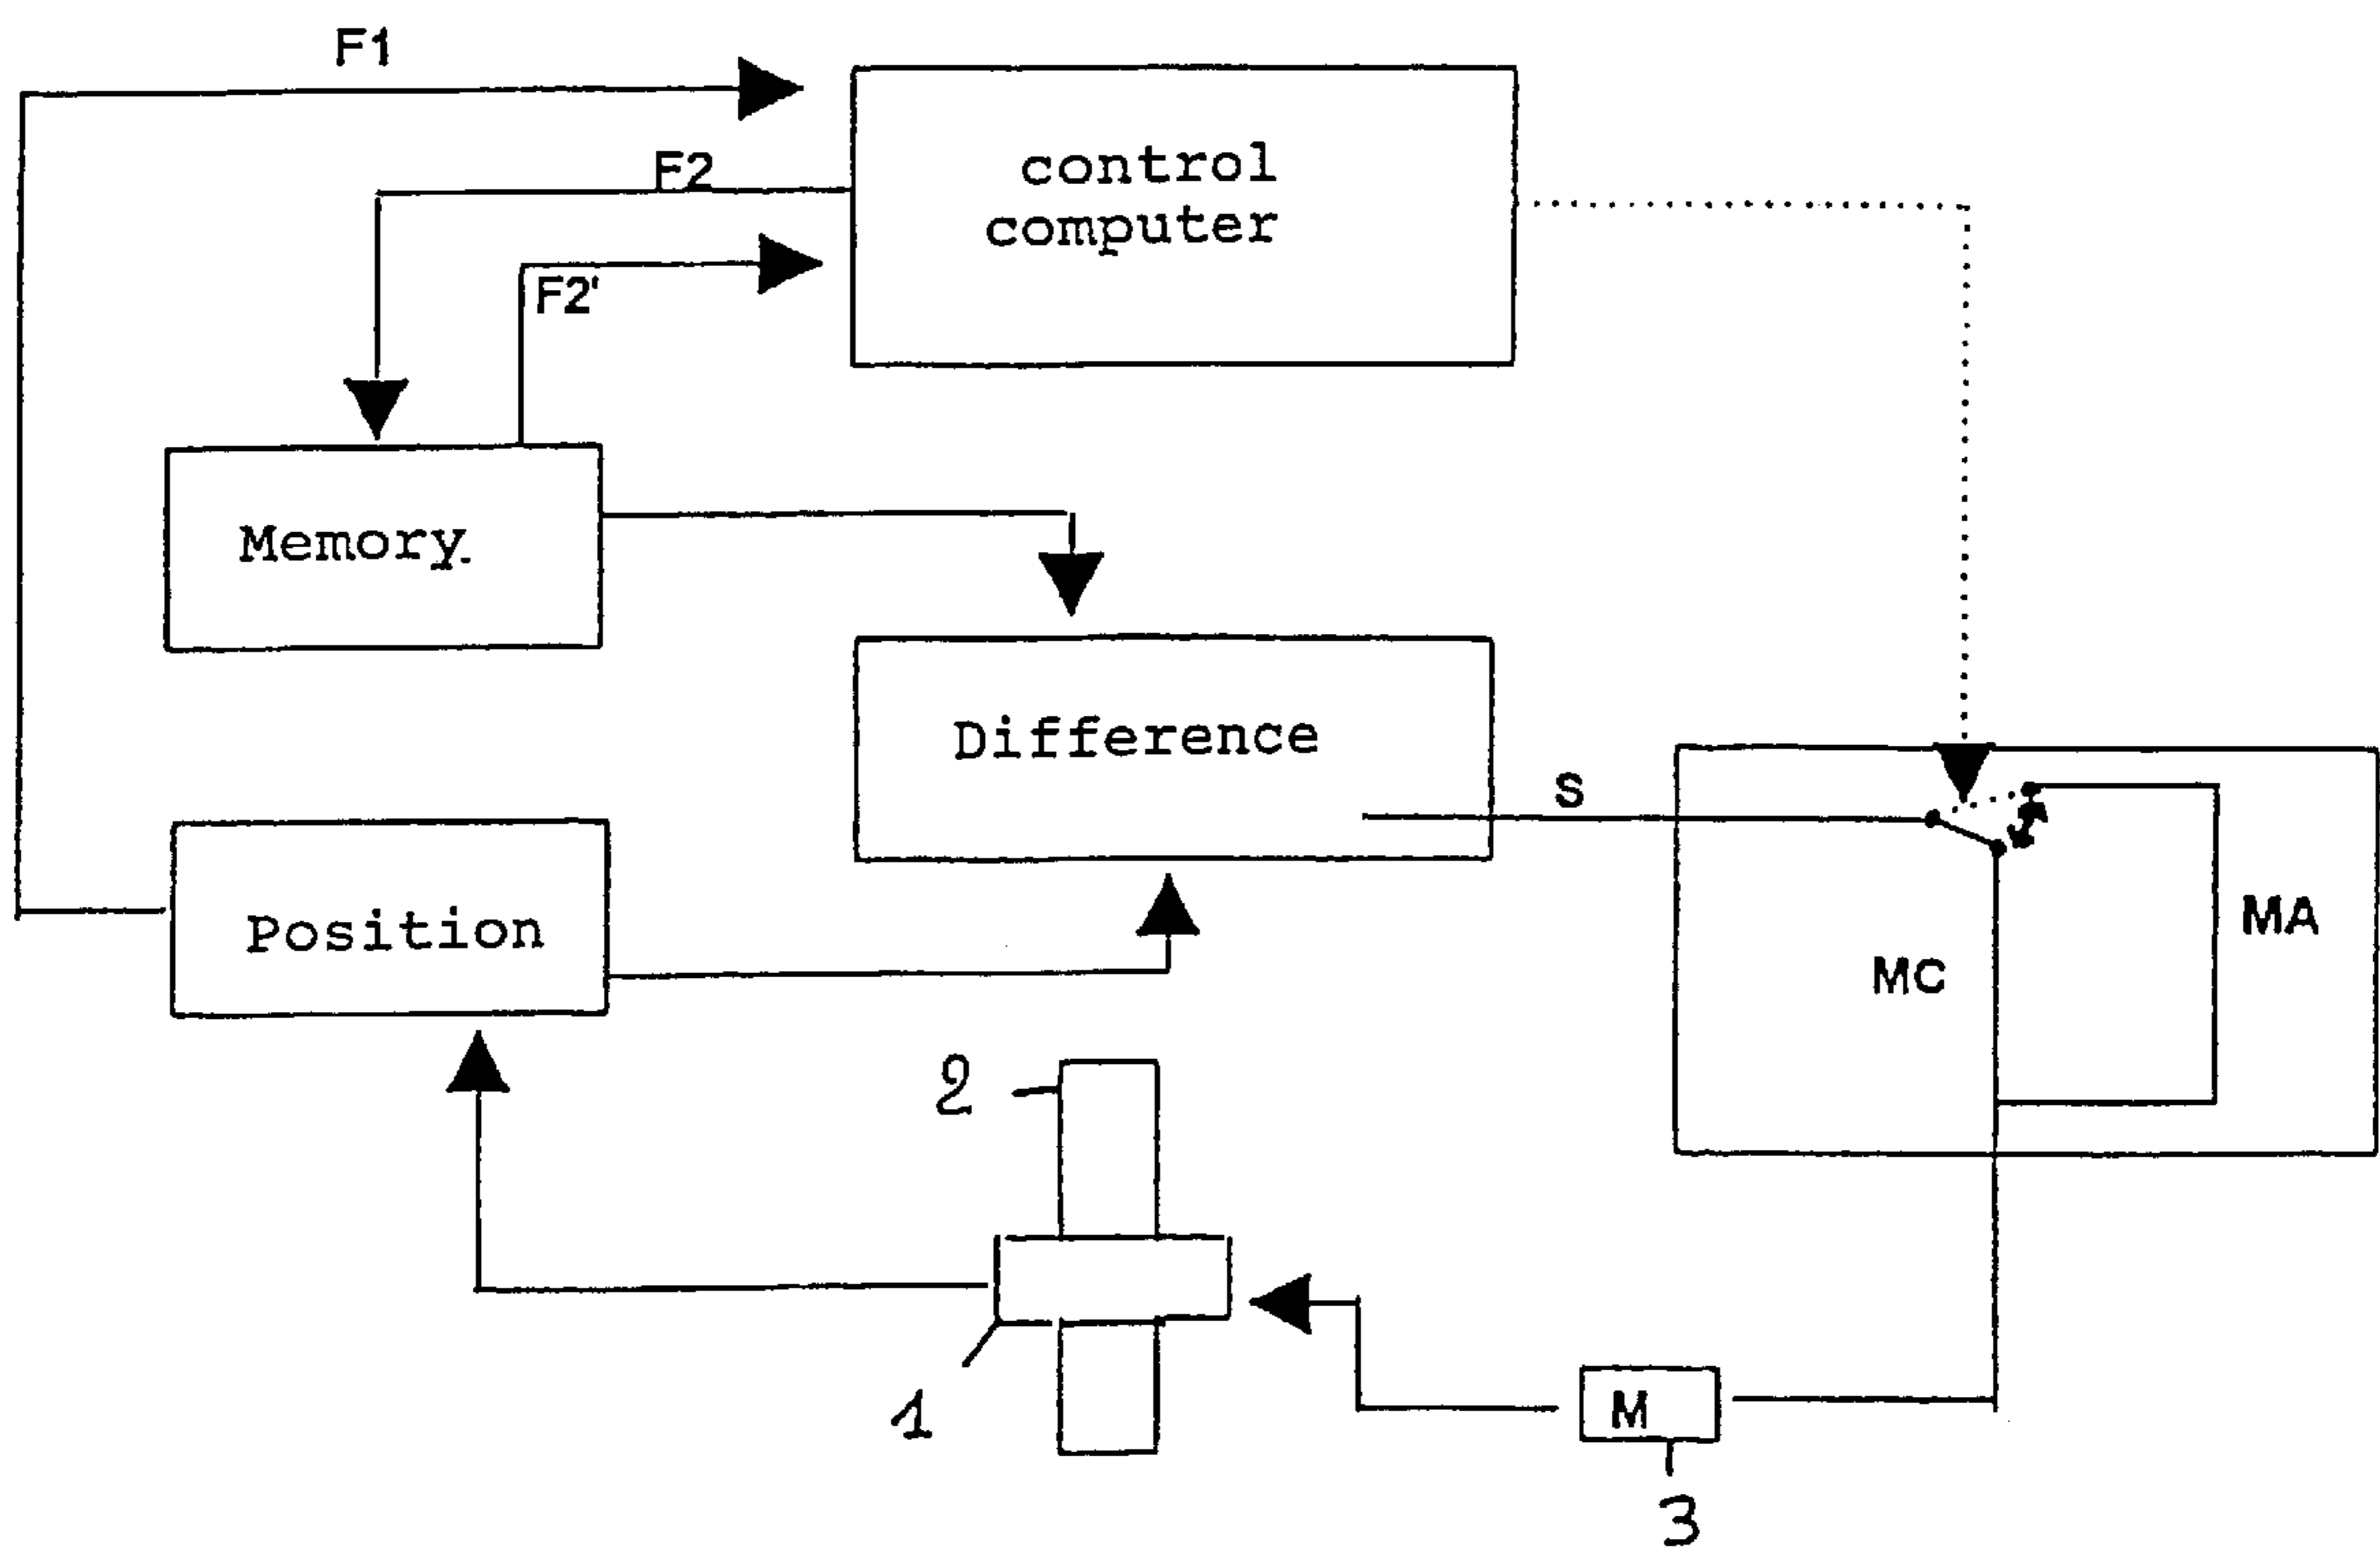 F1
F2
control
computer
F2'
Memory
Difference
S
Position
MA
MC
2
1
M
3